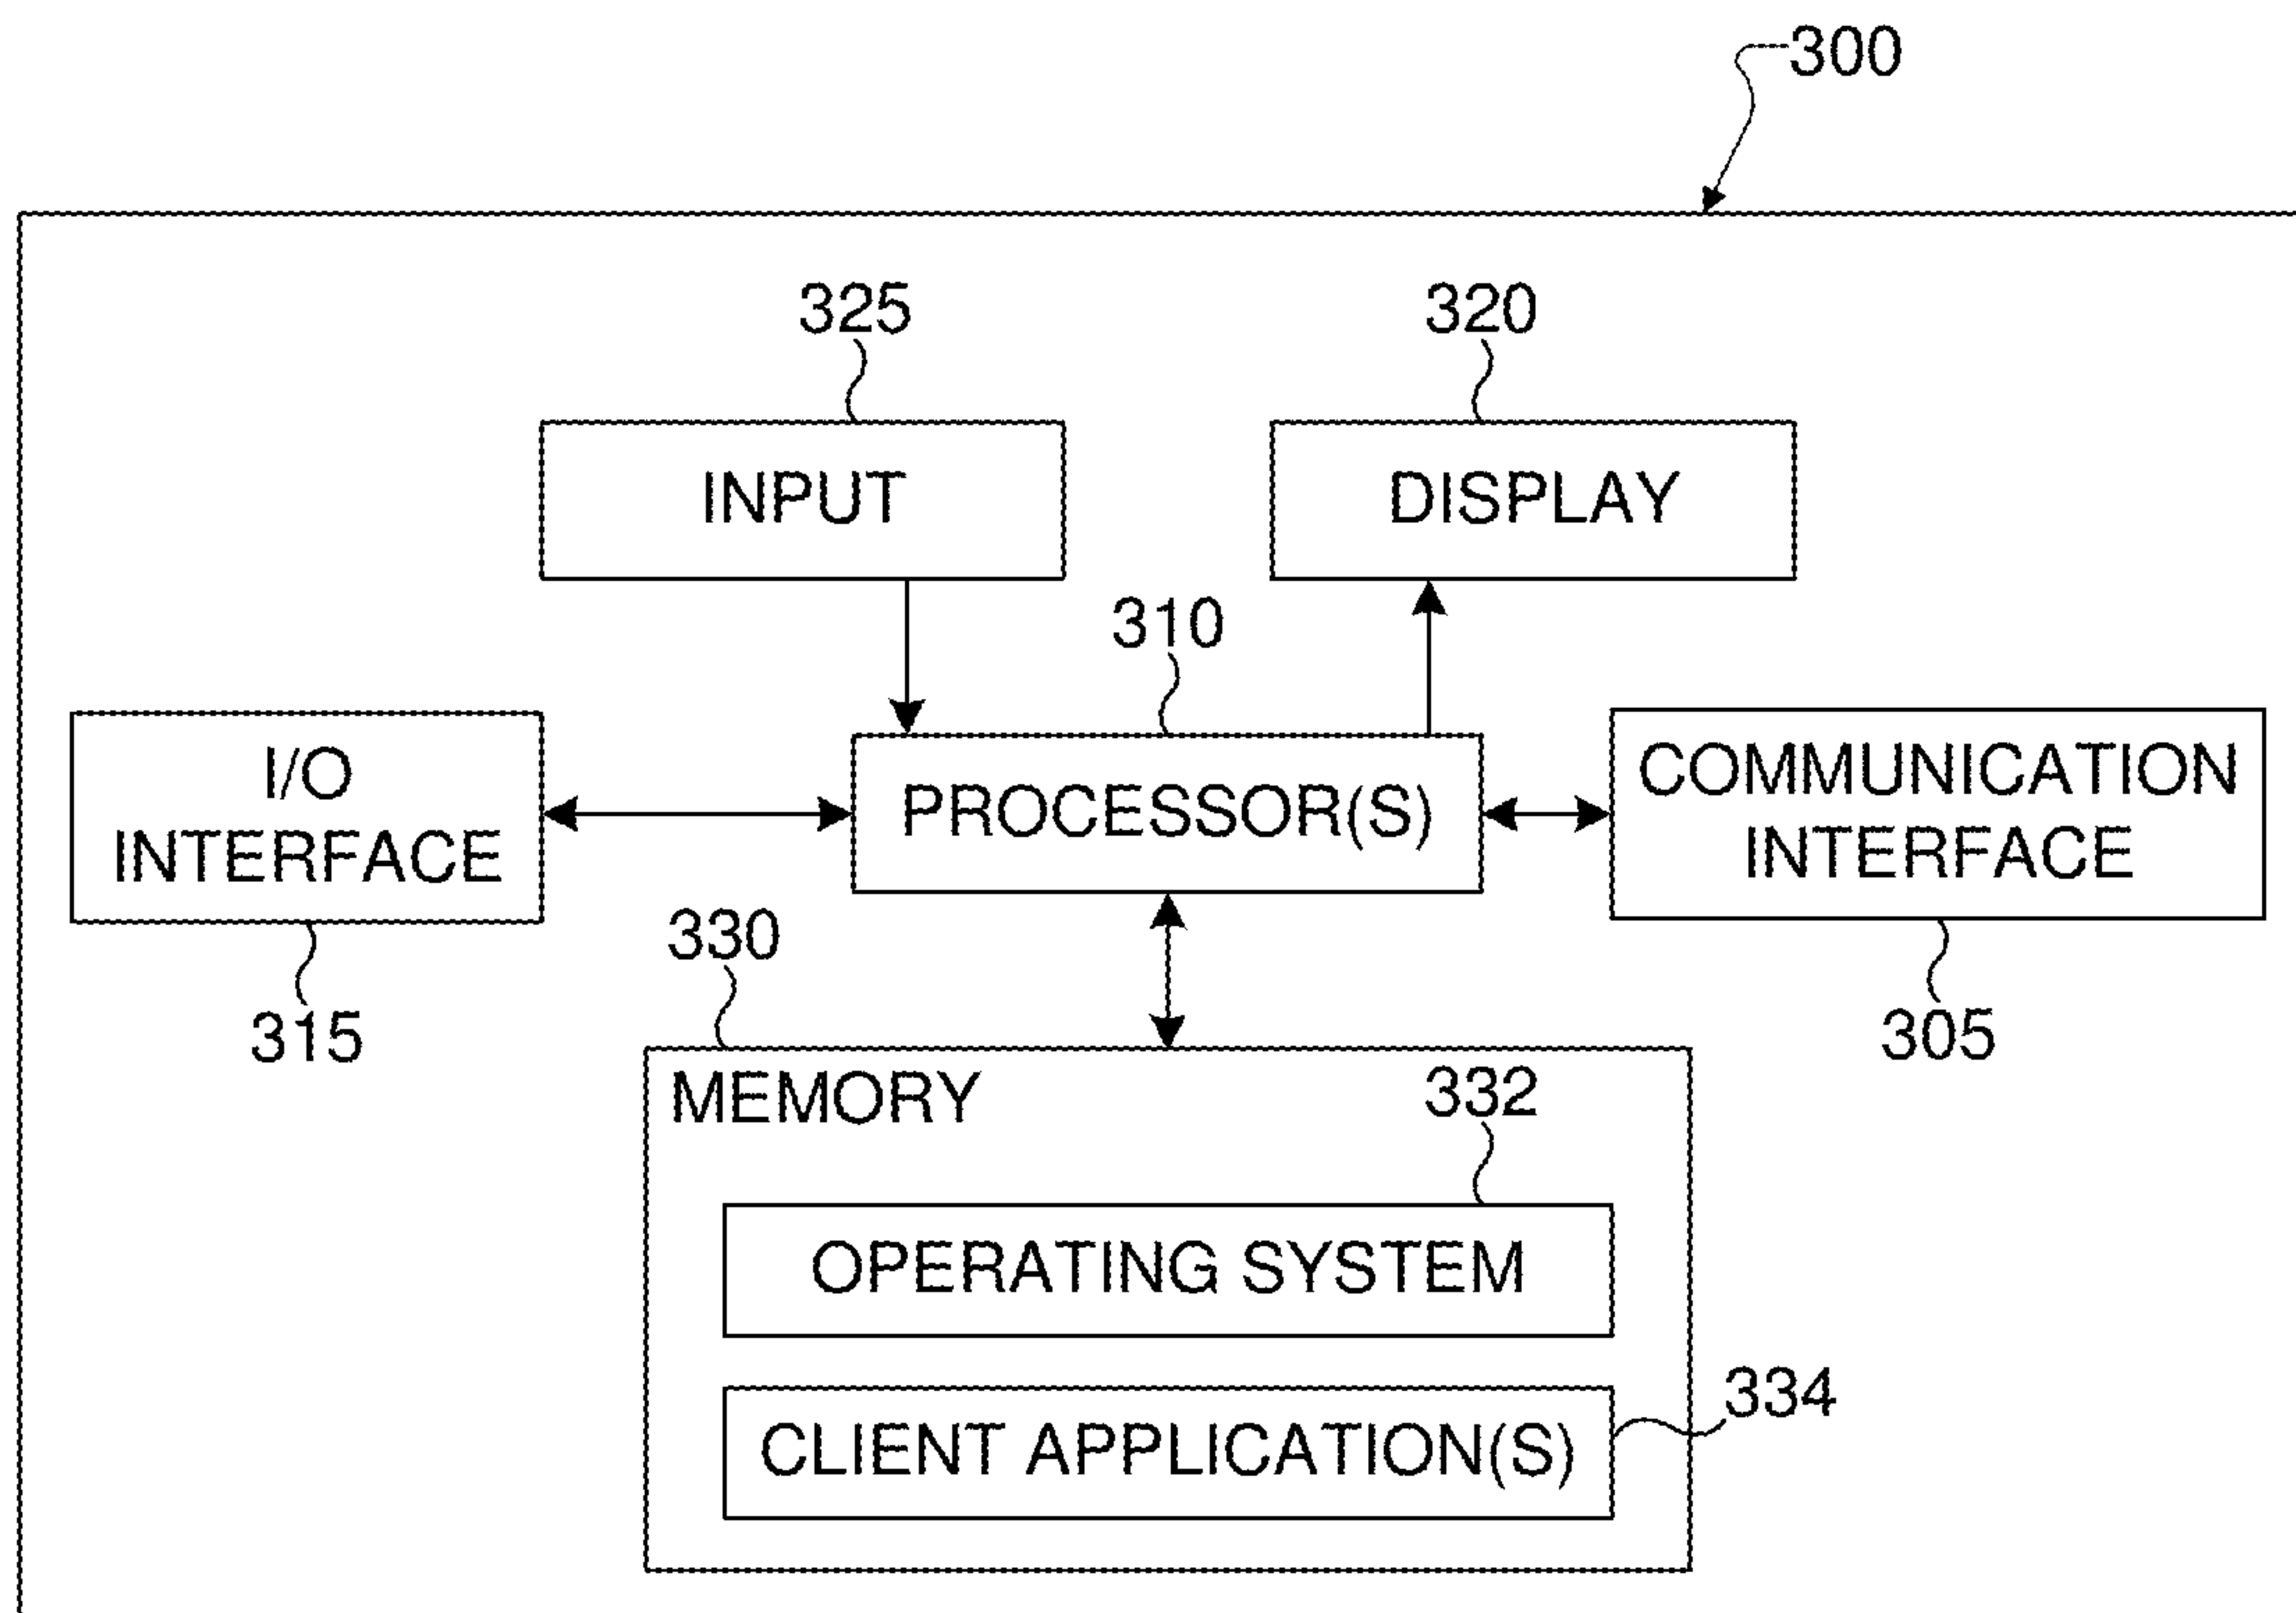 300
325
320
INPUT
DISPLAY
310
I/O
INTERFACE
PROCESSOR(S)
COMMUNICATION
INTERFACE
330
315
305
MEMORY
332
OPERATING SYSTEM
334
CLIENT APPLICATION(S)